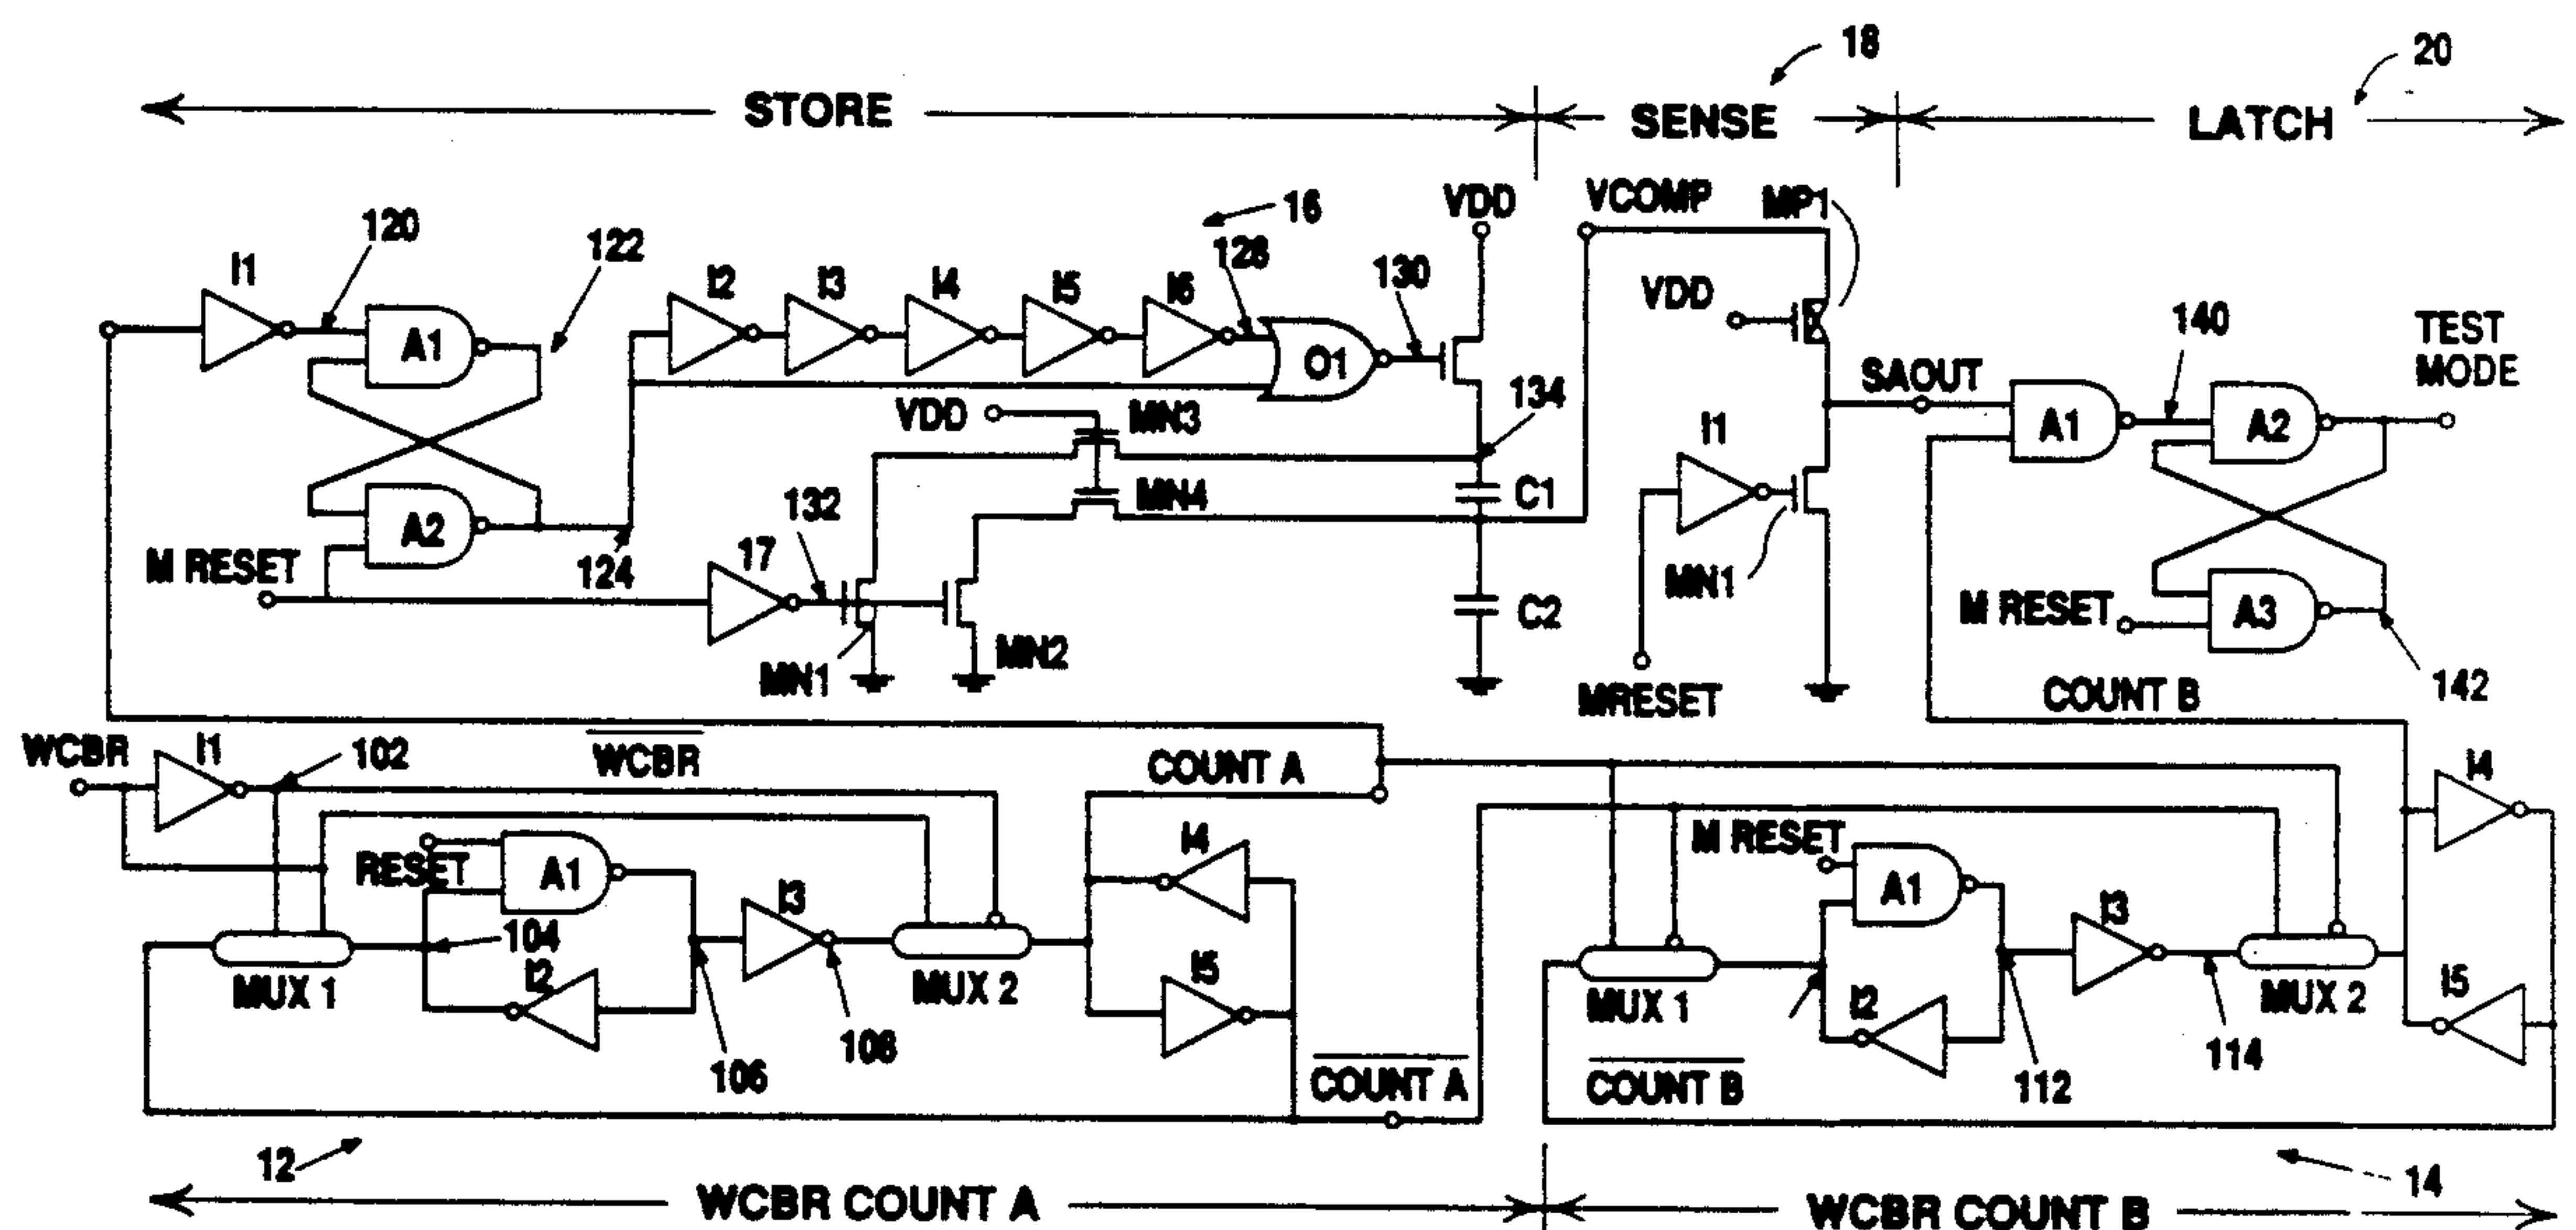 18
20
STORE
SENSE
LATCH
16
VDD
VCOMP
MP1
120
122
128
130
I1
I2
I3
I4
I5
I6
VDD
140
TEST
MODE
A1
O1
134
SAOUT
VDD
MN3
I1
A1
A2
MN4
C1
132
A2
17
M RESET
124
MN1
C2
M RESET
A3
MN1
MN2
MRESET
142
COUNT B
WCBR
I1
102
WCBR
COUNT A
I4
M RESET
I4
RESET
A1
I3
A1
I3
104
MUX 1
I2
MUX 2
I5
MUX 1
I2
MUX 2
I5
108
106
COUNT A
COUNT B
112
114
12
14
WCBR COUNT A
WCBR COUNT B